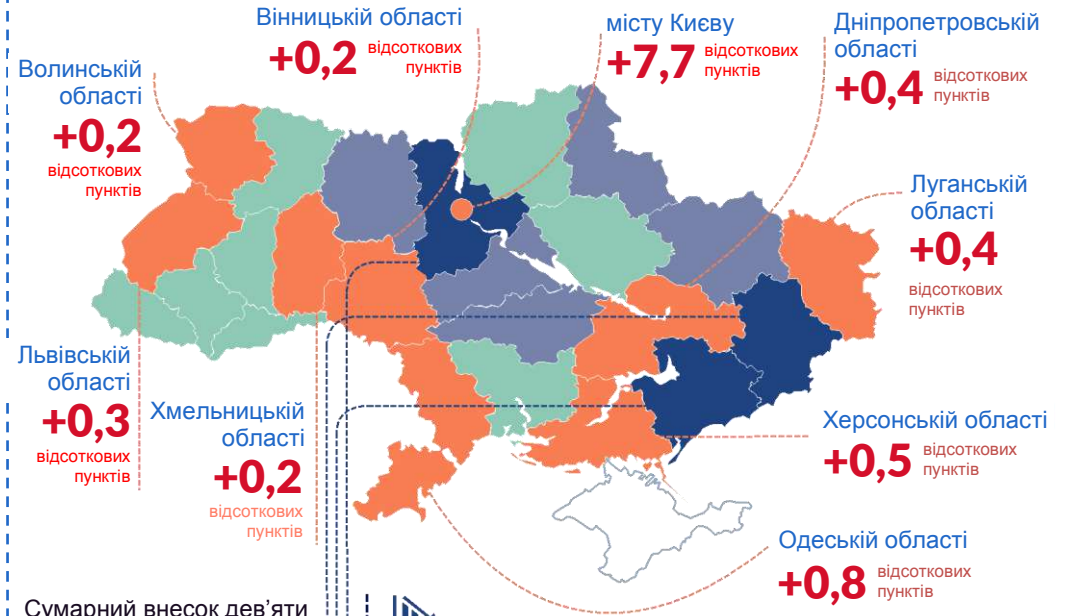 Вінницькій області
+0,2 відсоткових
пунктів
місту Києву
+7,7 відсоткових
пунктів
Дніпропетровській
області
+0,4 відсоткових
пунктів
Волинській
області
+0,2
відсоткових
пунктів
Луганській
області
+0,4
відсоткових
пунктів
Львівській
області
+0,3
відсоткових
пунктів
Хмельницькій
області
+0,2
відсоткових
пунктів
Херсонській області
+0,5 відсоткових
пунктів
Одеській області
+0,8 відсоткових
пунктів
Сумарний внесок дев’яти